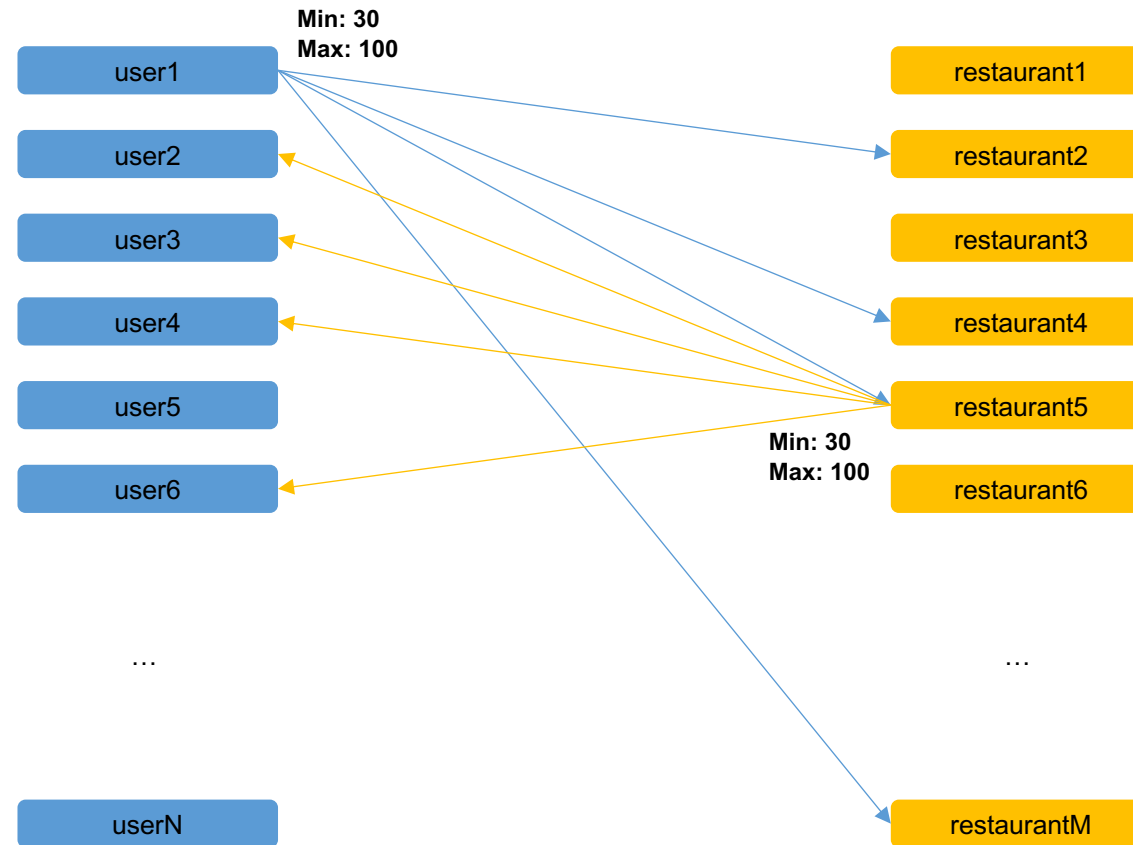 Min: 30
Max: 100
user1
restaurant1
user2
restaurant2
user3
restaurant3
user4
restaurant4
user5
restaurant5
Min: 30
Max: 100
user6
restaurant6
…
…
userN
restaurantM